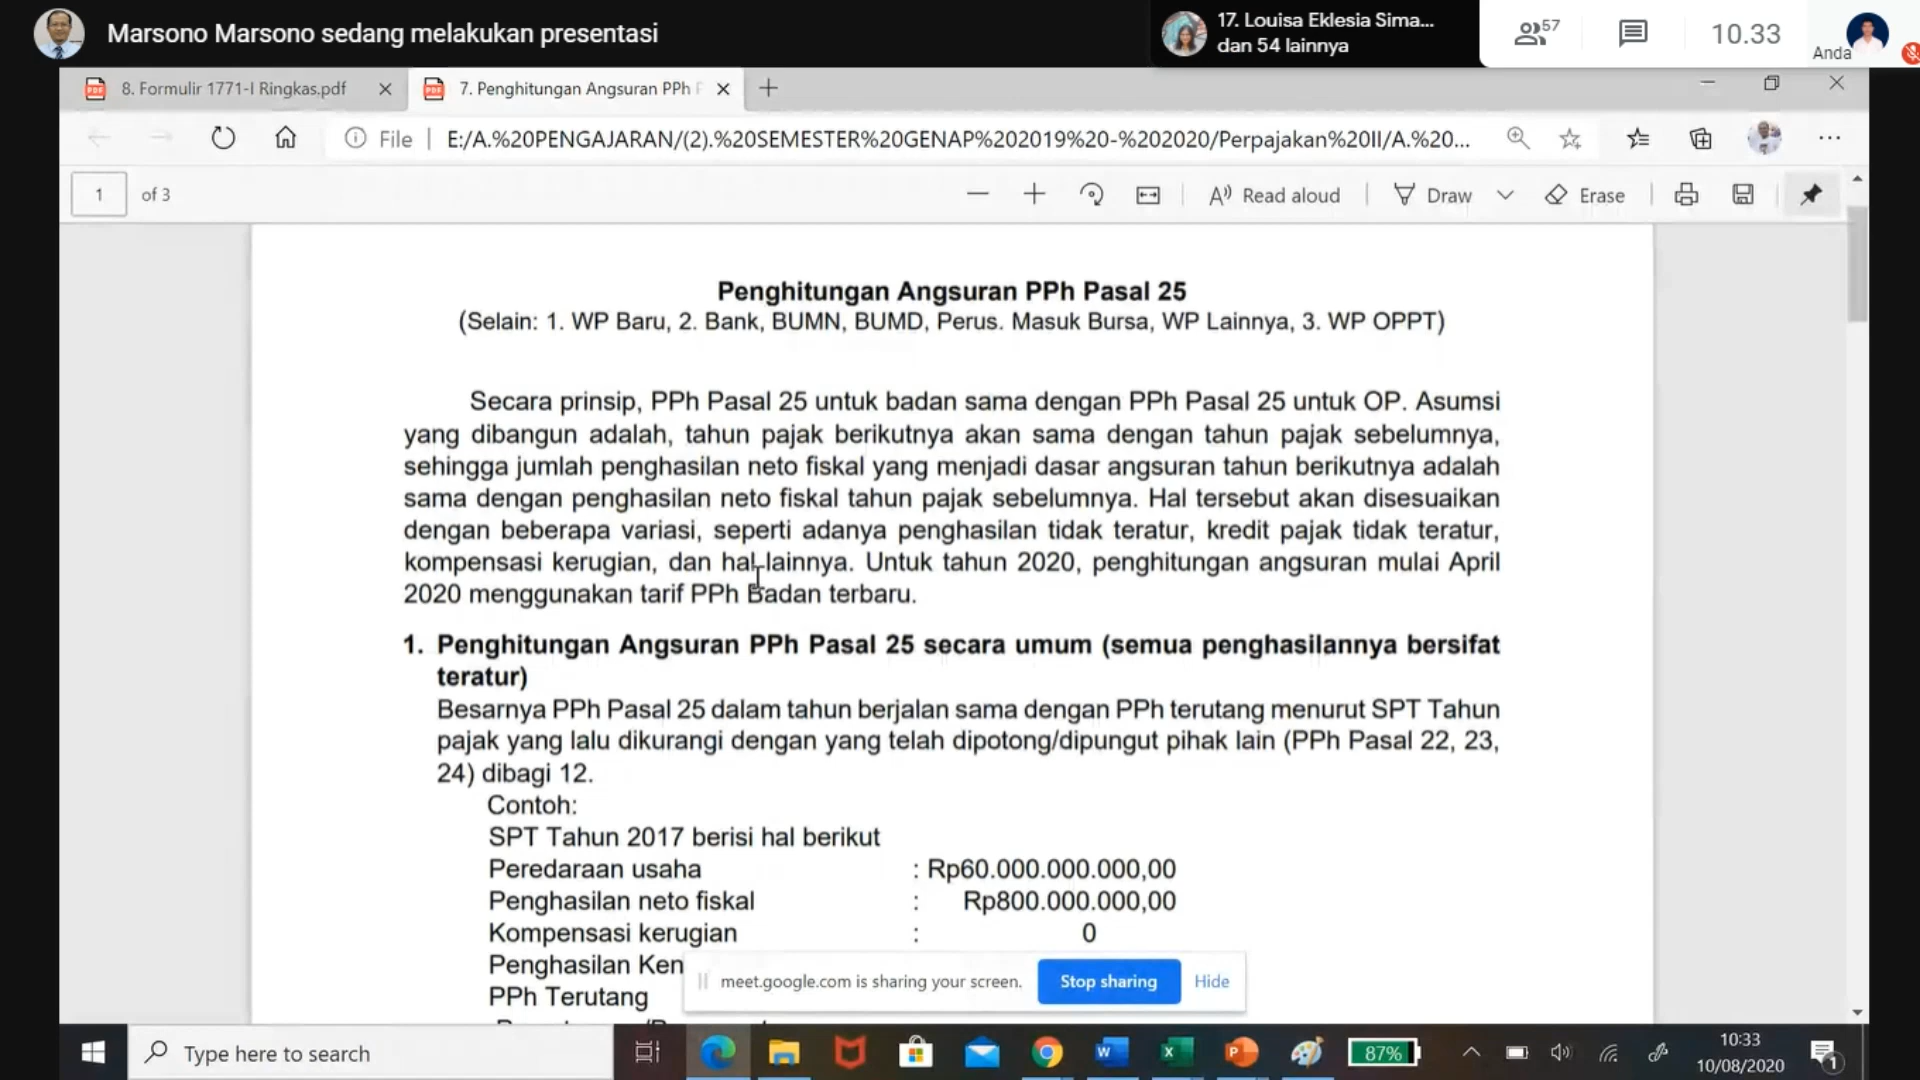 Marsono Marsono sedang melakukan presentasi
17. Louisa Eklesia Sima...
dan 54 lainnya
57
10.33
Anda
8. Formulir 1771-I Ringkas.pdf
7. Penghitungan Angsuran PPh
File
E:/A.%20PENGAJARAN/(2).%20SEMESTER%20GENAP%202019%20-%202020/Perpajakan%20II/A.%20...
1
of 3
Read aloud
Draw
Erase
Penghitungan Angsuran PPh Pasal 25
(Selain: 1. WP Baru, 2. Bank, BUMN, BUMD, Perus. Masuk Bursa, WP Lainnya, 3. WP OPPT)
Secara prinsip, PPh Pasal 25 untuk badan sama dengan PPh Pasal 25 untuk OP. Asumsi
yang dibangun adalah, tahun pajak berikutnya akan sama dengan tahun pajak sebelumnya,
sehingga jumlah penghasilan neto fiskal yang menjadi dasar angsuran tahun berikutnya adalah
sama dengan penghasilan neto fiskal tahun pajak sebelumnya. Hal tersebut akan disesuaikan
dengan beberapa variasi, seperti adanya penghasilan tidak teratur, kredit pajak tidak teratur,
kompensasi kerugian, dan hal lainnya. Untuk tahun 2020, penghitungan angsuran mulai April
2020 menggunakan tarif PPh Badan terbaru.
1. Penghitungan Angsuran PPh Pasal 25 secara umum (semua penghasilannya bersifat
teratur)
Besarnya PPh Pasal 25 dalam tahun berjalan sama dengan PPh terutang menurut SPT Tahun
pajak yang lalu dikurangi dengan yang telah dipotong/dipungut pihak lain (PPh Pasal 22, 23,
24) dibagi 12.
Contoh:
SPT Tahun 2017 berisi hal berikut
Peredaraan usaha : Rp60.000.000.000,00
Penghasilan neto fiskal : Rp800.000.000,00
Kompensasi kerugian : 0
Penghasilan Ken
PPh Terutang
meet.google.com is sharing your screen.
Stop sharing
Hide
Type here to search
87%
10:33
10/08/2020
1